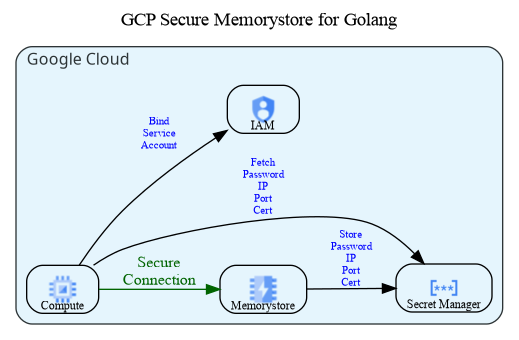 GCP Secure Memorystore for Golang
Google Cloud
Bind
Service
Account
IAM
Fetch
Password
IP
Port
Cert
Store
Password
IP
Port
Cert
Secure
Connection
Compute
Memorystore
[***]
Secret Manager